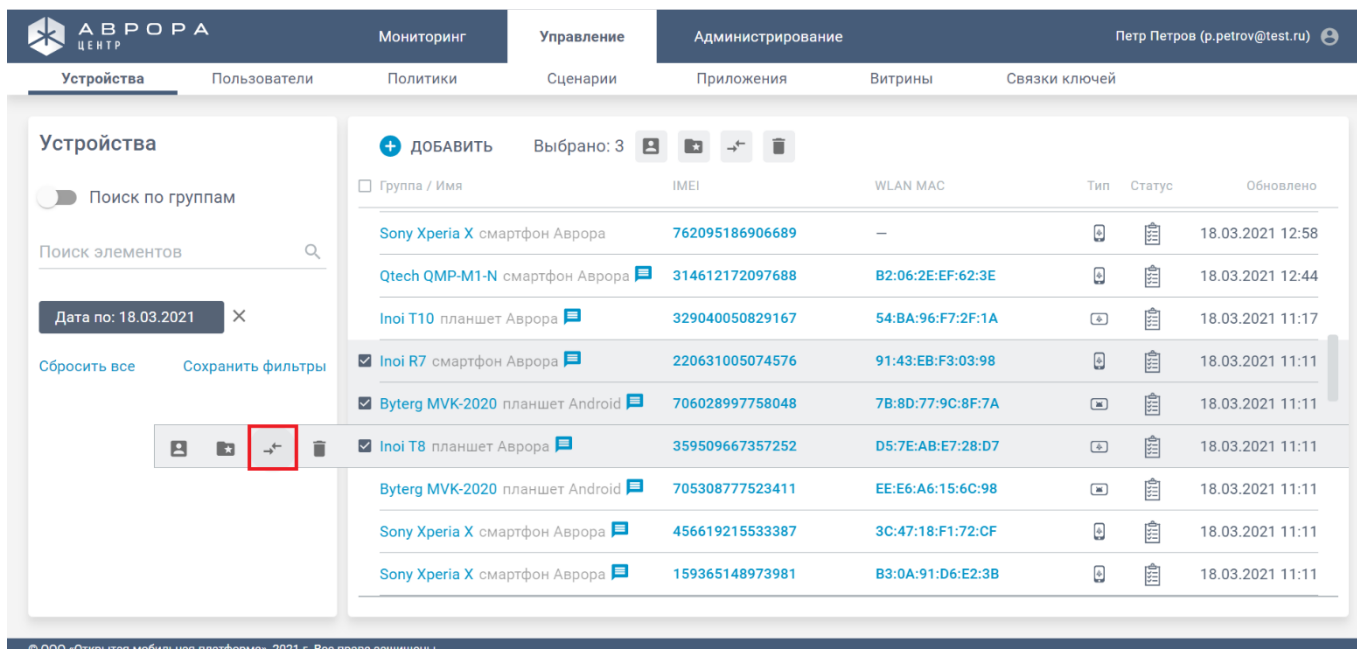 АВРОРА
ЦЕНТР
Мониторинг Управление Администрирование Петр Петров (p.petrov@test.ru)
Устройства Пользователи Политики Сценарии Приложения Витрины Связки ключей
Устройства
Поиск по группам
Поиск элементов
Дата по: 18.03.2021
Сбросить все Сохранить фильтры
ДОБАВИТЬ Выбрано: 3
Группа / Имя IMEI WLAN MAC Тип Статус Обновлено
Sony Xperia X смартфон Аврора 762095186906689 — 18.03.2021 12:58
Qtech QMP-M1-N смартфон Аврора 314612172097688 B2:06:2E:EF:62:3E 18.03.2021 12:44
Inoi T10 планшет Аврора 329040050829167 54:BA:96:F7:2F:1A 18.03.2021 11:17
Inoi R7 смартфон Аврора 220631005074576 91:43:EB:F3:03:98 18.03.2021 11:11
Byterg MVK-2020 планшет Android 706028997758048 7B:8D:77:9C:8F:7A 18.03.2021 11:11
Inoi T8 планшет Аврора 359509667357252 D5:7E:AB:E7:28:D7 18.03.2021 11:11
Byterg MVK-2020 планшет Android 705308777523411 EE:E6:A6:15:6C:98 18.03.2021 11:11
Sony Xperia X смартфон Аврора 456619215533387 3C:47:18:F1:72:CF 18.03.2021 11:11
Sony Xperia X смартфон Аврора 159365148973981 B3:0A:91:D6:E2:3B 18.03.2021 11:11
© ООО «Открытая мобильная платформа», 2021 г. Все права защищены